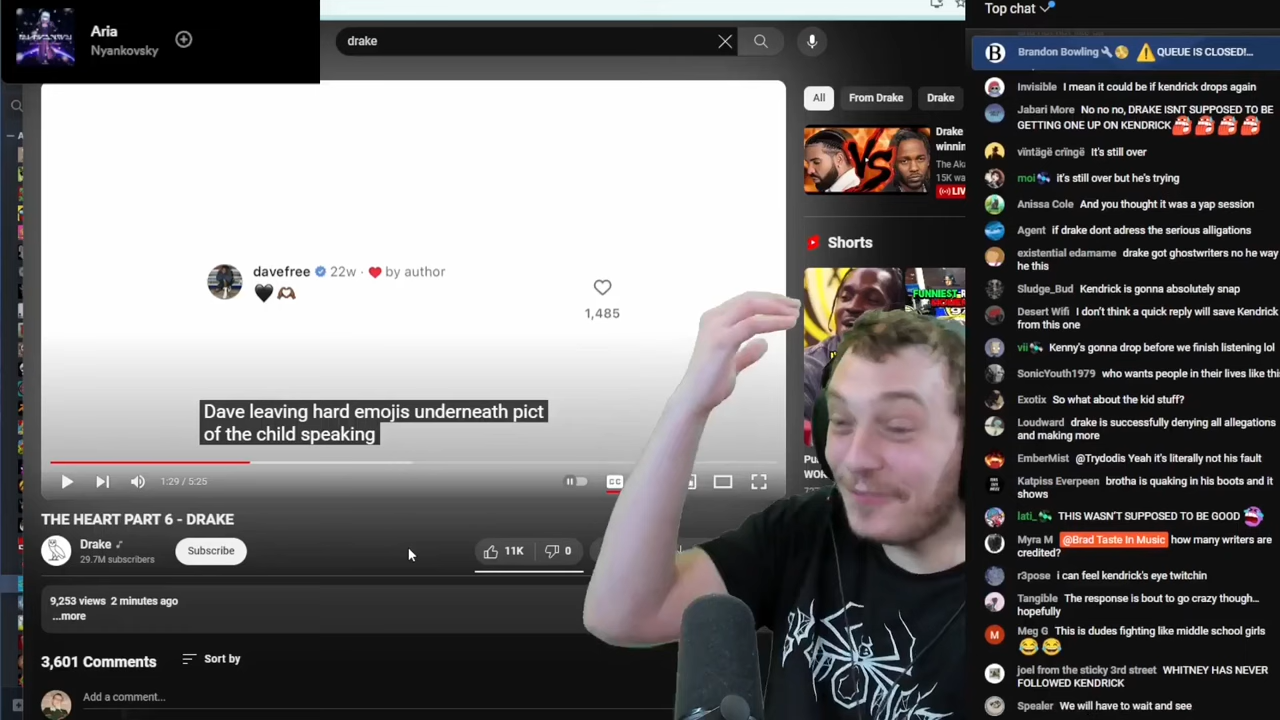 Aria
Nyankovsky
drake
Top chat
Brandon Bowling QUEUE IS CLOSED!...
Invisible I mean it could be if kendrick drops again
Jabari More No no no, DRAKE ISNT SUPPOSED TO BE
GETTING ONE UP ON KENDRICK
vïntägë crïngë It's still over
moi it's still over but he's trying
Anissa Cole And you thought it was a yap session
Agent if drake dont adress the serious alligations
existential edamame drake got ghostwriters no he way
he this
Sludge_Bud Kendrick is gonna absolutely snap
Desert Wifi I don't think a quick reply will save Kendrick
from this one
vii Kenny's gonna drop before we finish listening lol
SonicYouth1979 who wants people in their lives like this
Exotix So what about the kid stuff?
Loudward drake is successfully denying all allegations
and making more
EmberMist @Trydodis Yeah it's literally not his fault
Katpiss Everpeen brotha is quaking in his boots and it
shows
lati_ THIS WASN'T SUPPOSED TO BE GOOD
Myra M @Brad Taste In Music how many writers are
credited?
r3pose i can feel kendrick's eye twitchin
Tangible The response is bout to go crazy though...
hopefully
Meg G This is dudes fighting like middle school girls
joel from the sticky 3rd street WHITNEY HAS NEVER
FOLLOWED KENDRICK
Spealer We will have to wait and see
All From Drake Drake
Drake
winnin
The Aka
15K wa
LIV
VS
Shorts
FUNNIEST
davefree 22w · by author
1,485
Dave leaving hard emojis underneath pict
of the child speaking
1:29 / 5:25
CC
THE HEART PART 6 - DRAKE
Drake
29.7M subscribers
Subscribe
11K 0
9,253 views 2 minutes ago
...more
3,601 Comments Sort by
Add a comment...